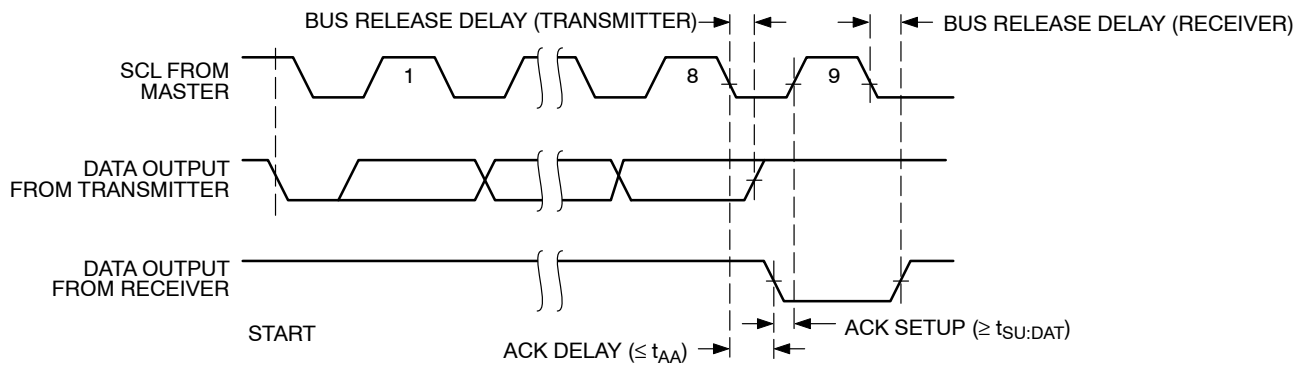 BUS RELEASE DELAY (TRANSMITTER)
BUS RELEASE DELAY (RECEIVER)
SCL FROM
MASTER
1
8
9
DATA OUTPUT
FROM TRANSMITTER
DATA OUTPUT
FROM RECEIVER
START
ACK SETUP (≥ tSU:DAT)
ACK DELAY (≤ tAA)